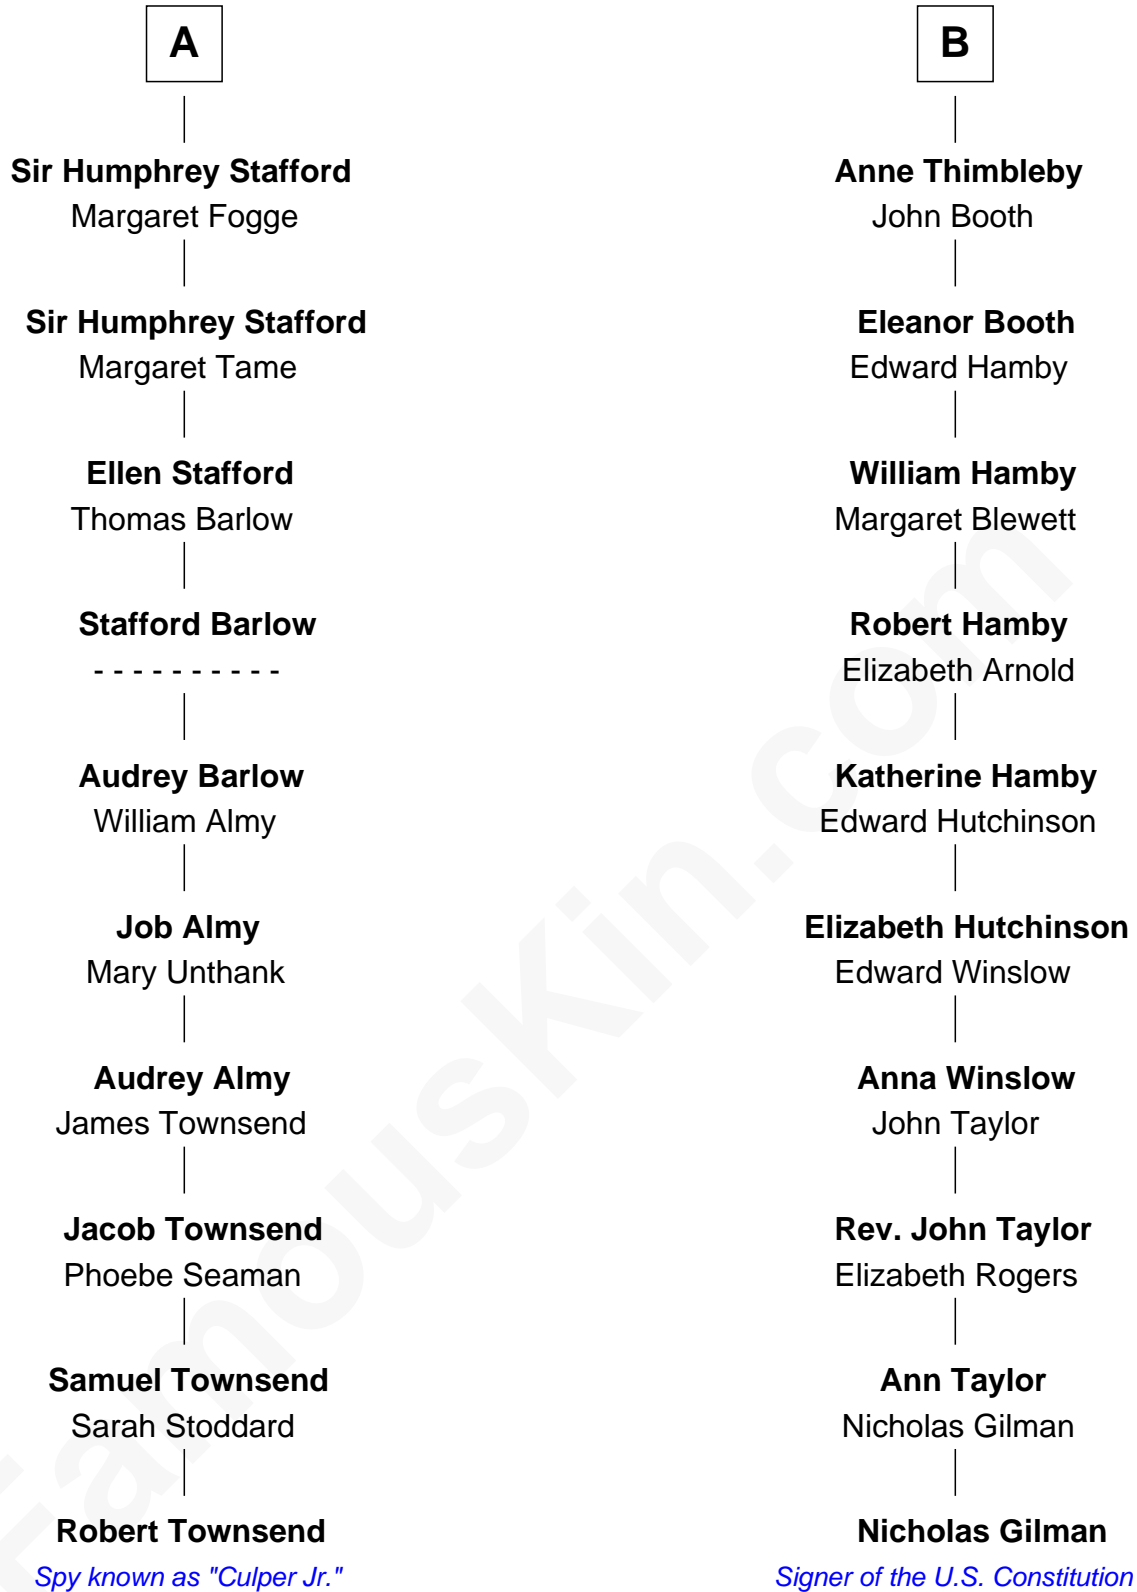 A
Sir Humphrey Stafford
Margaret Fogge
Sir Humphrey Stafford
Margaret Tame
Ellen Stafford
Thomas Barlow
Stafford Barlow
- - - - - - - - - -
Audrey Barlow
William Almy
Job Almy
Mary Unthank
Audrey Almy
James Townsend
Jacob Townsend
Phoebe Seaman
Samuel Townsend
Sarah Stoddard
Robert Townsend
Spy known as "Culper Jr."
B
Anne Thimbleby
John Booth
Eleanor Booth
Edward Hamby
William Hamby
Margaret Blewett
Robert Hamby
Elizabeth Arnold
Katherine Hamby
Edward Hutchinson
Elizabeth Hutchinson
Edward Winslow
Anna Winslow
John Taylor
Rev. John Taylor
Elizabeth Rogers
Ann Taylor
Nicholas Gilman
Nicholas Gilman
Signer of the U.S. Constitution
FamousKin.com